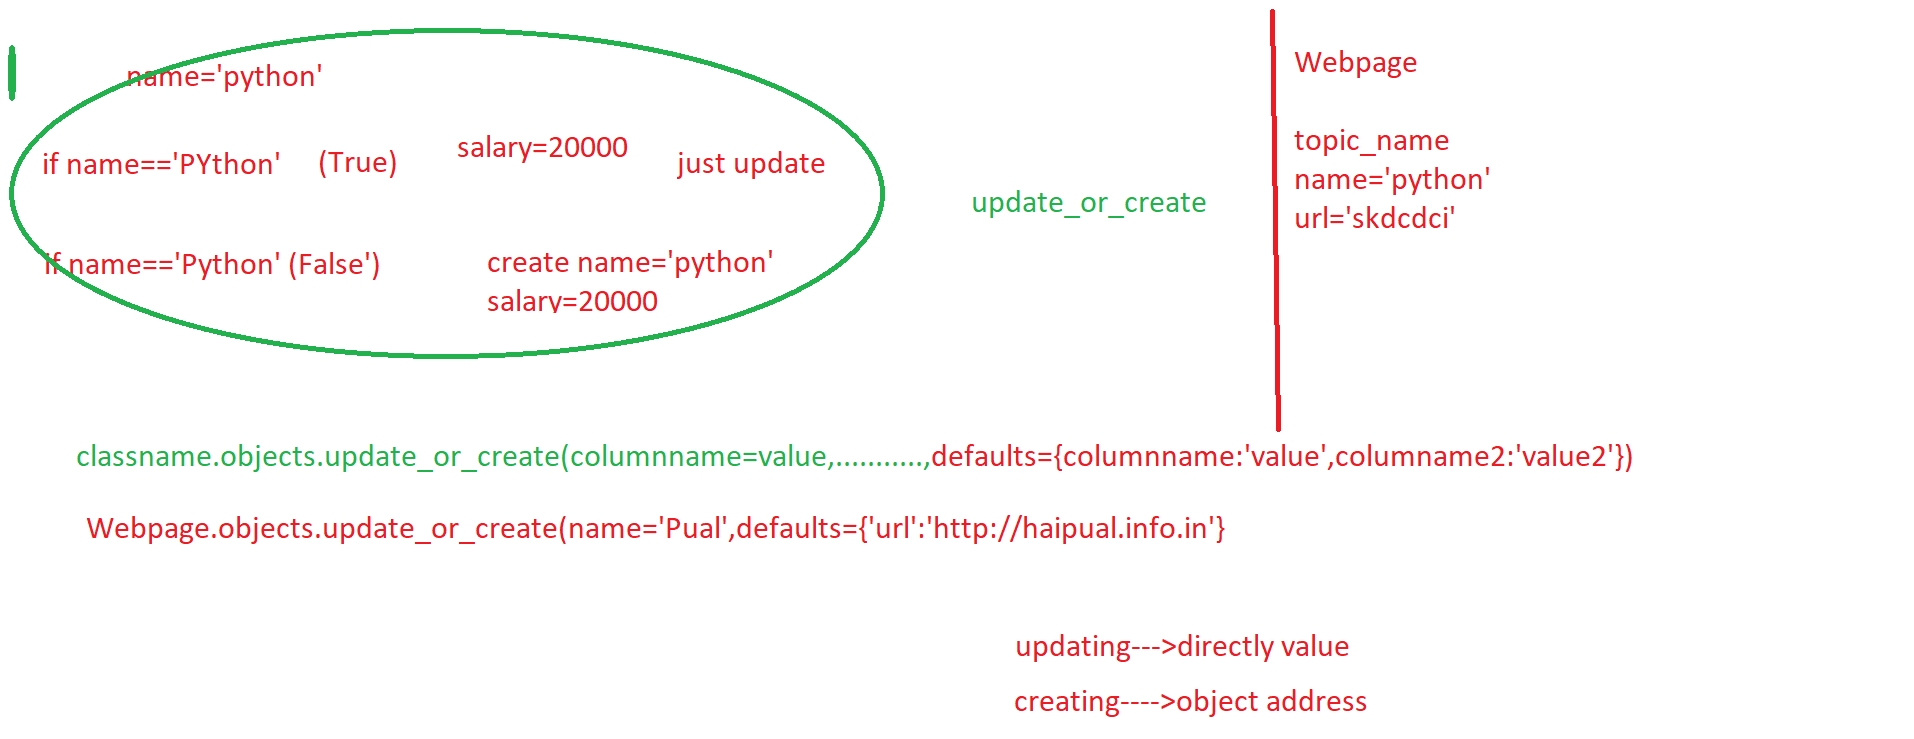 name='python'
if name=='PYthon' (True) salary=20000 just update
if name=='Python' (False') create name='python'
salary=20000
update_or_create
Webpage
topic_name
name='python'
url='skdcdci'
classname.objects.update_or_create(columnname=value,...........,defaults={columnname:'value',columname2:'value2'})
Webpage.objects.update_or_create(name='Pual',defaults={'url':'http://haipual.info.in'}
updating--->directly value
creating---->object address